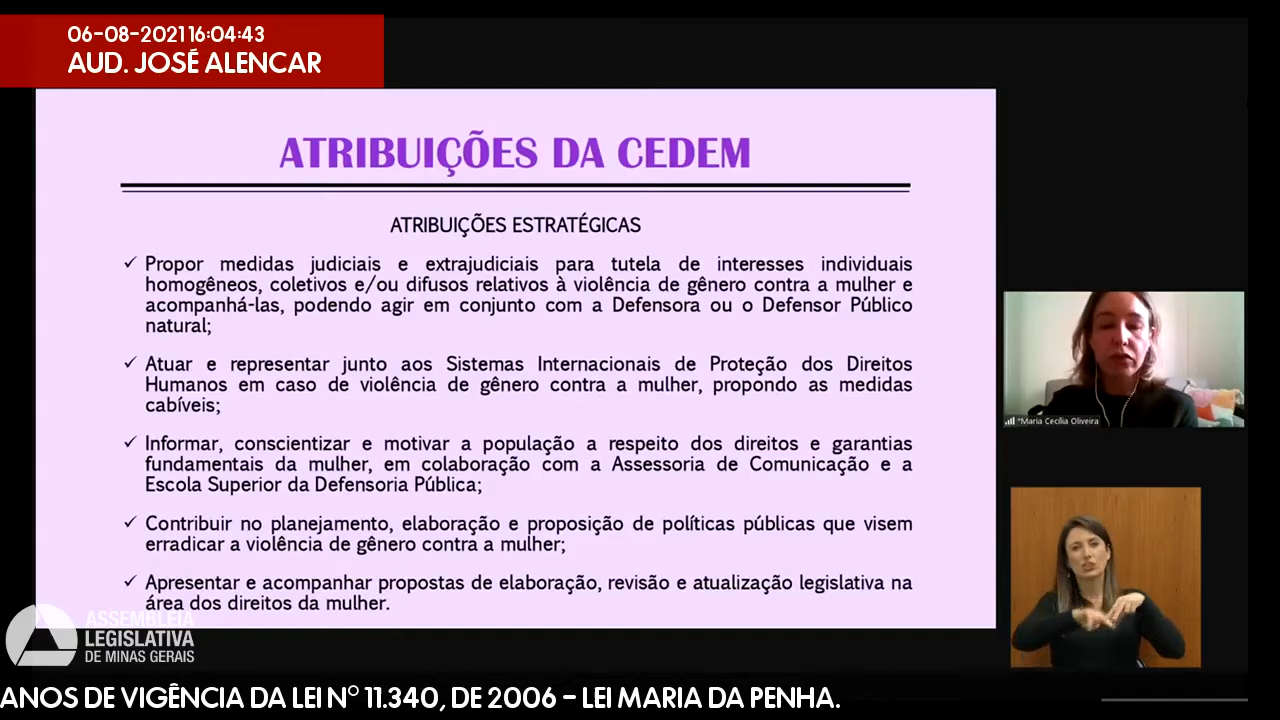 06-08-2021 16:04:43
AUD. JOSÉ ALENCAR
ATRIBUIÇÕES DA CEDEM
ATRIBUIÇÕES ESTRATÉGICAS
✓ Propor medidas judiciais e extrajudiciais para tutela de interesses individuais
homogêneos, coletivos e/ou difusos relativos à violência de gênero contra a mulher e
acompanhá-las, podendo agir em conjunto com a Defensora ou o Defensor Público
natural;
✓ Atuar e representar junto aos Sistemas Internacionais de Proteção dos Direitos
Humanos em caso de violência de gênero contra a mulher, propondo as medidas
cabíveis;
✓ Informar, conscientizar e motivar a população a respeito dos direitos e garantias
fundamentais da mulher, em colaboração com a Assessoria de Comunicação e a
Escola Superior da Defensoria Pública;
✓ Contribuir no planejamento, elaboração e proposição de políticas públicas que visem
erradicar a violência de gênero contra a mulher;
✓ Apresentar e acompanhar propostas de elaboração, revisão e atualização legislativa na
área dos direitos da mulher.
*Maria Cecília Oliveira
ASSEMBLEIA
LEGISLATIVA
DE MINAS GERAIS
ANOS DE VIGÊNCIA DA LEI Nº 11.340, DE 2006 – LEI MARIA DA PENHA.